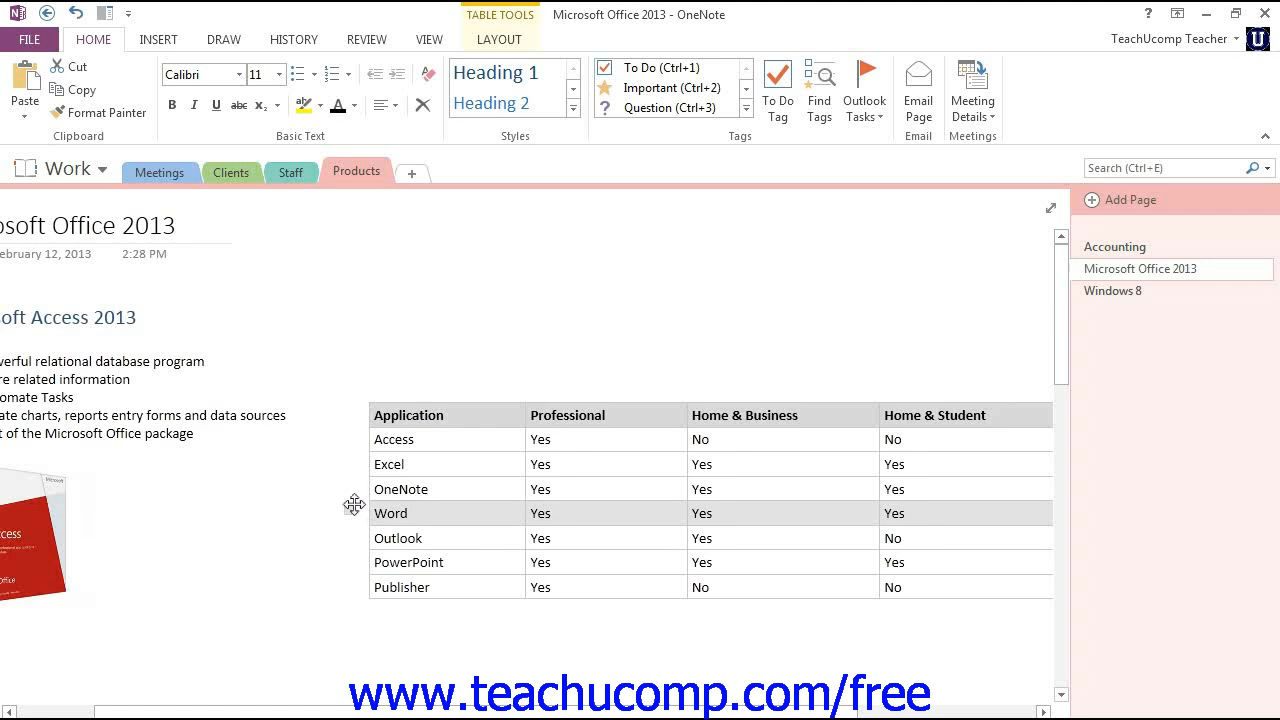 TABLE TOOLS
Microsoft Office 2013 - OneNote
?
FILE HOME INSERT DRAW HISTORY REVIEW VIEW LAYOUT
TeachUcomp Teacher
U
Paste
Cut
Copy
Format Painter
Clipboard
Calibri 11
B I U abc x₂ A
Basic Text
Heading 1
Heading 2
Styles
To Do (Ctrl+1)
Important (Ctrl+2)
? Question (Ctrl+3)
To Do Tag
Find Tags
Outlook Tasks
Tags
Email Page
Email
Meeting Details
Meetings
Work
Meetings Clients Staff Products +
Search (Ctrl+E)
Add Page
Accounting
Microsoft Office 2013
Windows 8
osoft Office 2013
ebruary 12, 2013 2:28 PM
soft Access 2013
verful relational database program
re related information
omate Tasks
ate charts, reports entry forms and data sources
t of the Microsoft Office package
Microsoft
ccess
Office
Application Professional Home & Business Home & Student
Access Yes No No
Excel Yes Yes Yes
OneNote Yes Yes Yes
Word Yes Yes Yes
Outlook Yes Yes No
PowerPoint Yes Yes Yes
Publisher Yes No No
www.teachucomp.com/free